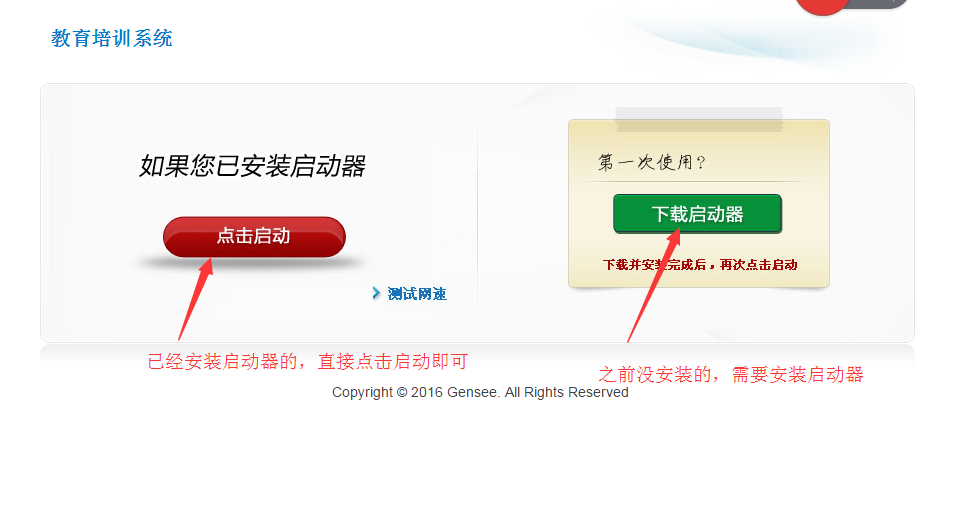 教育培训系统
如果您已安装启动器
点击启动
测试网速
第一次使用?
下载启动器
下载并安装完成后，再次点击启动
已经安装启动器的，直接点击启动即可
之前没安装的，需要安装启动器
Copyright © 2016 Gensee. All Rights Reserved